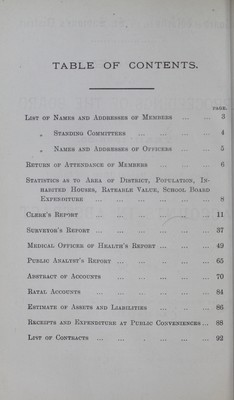 TABLE OF CONTENTS.
PAGE.
List of Names and Addresses of Members ... ... 3
„ Standing Committees ... ... ... ... 4
„ Names and Addresses of Officers ... ... 5
Return of Attendance of Members ... ... ... 6
Statistics as to Area of District, Population, In-
habited Houses, Rateable Value, School Board
Expenditure ... ... ... ... ... ... 8
Clerk's Report ... ... ... ... ... ... 11
Surveyor's Report ... ... ... ... ... ... 37
Medical Officer of Health's Report ... ... ... 49
Public Analyst's Report ... ... ... ... ... 65
Abstract of Accounts ... ... ... ... ... 70
Ratal Accounts ... ... ... ... ... ... 84
Estimate of Assets and Liabilities ... ... ... 86
Receipts and Expenditure at Public Conveniences ... 88
List of Contracts ... ... ... ... ... ... 92